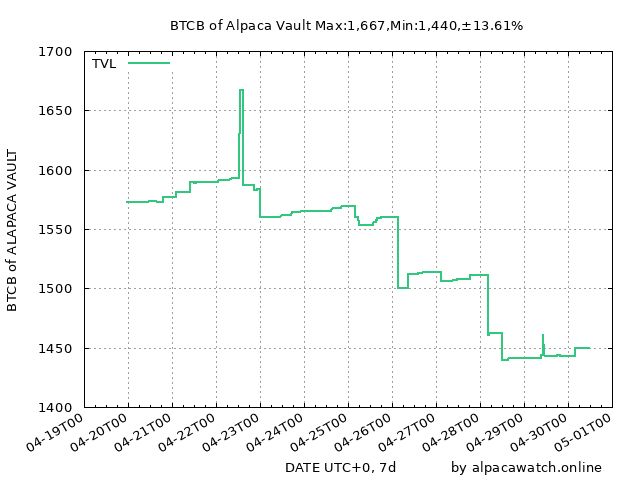 BTCB of Alpaca Vault Max:1,667,Min:1,440,±13.61%
TVL
BTCB of ALAPACA VAULT
1700
1650
1600
1550
1500
1450
1400
04-19T00
04-20T00
04-21T00
04-22T00
04-23T00
04-24T00
04-25T00
04-26T00
04-27T00
04-28T00
04-29T00
04-30T00
05-01T00
DATE UTC+0, 7d
by alpacawatch.online